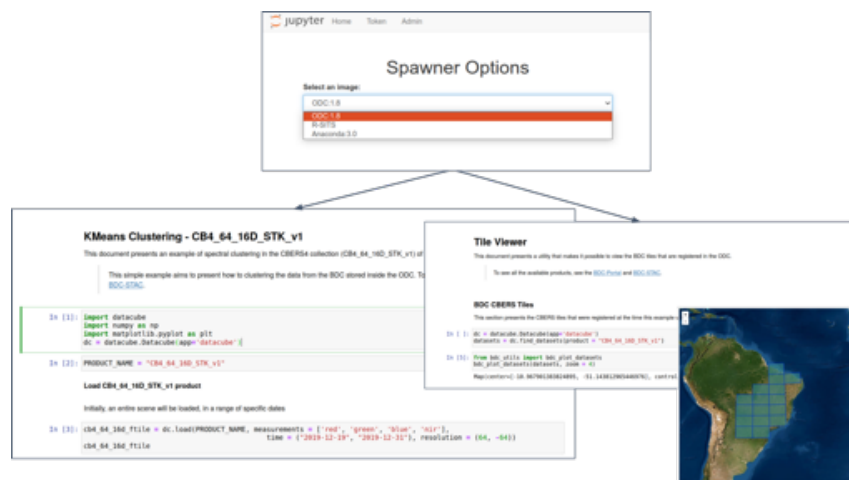 jupyter Home Token Admin
Spawner Options
Select an image:
ODC:1.8
ODC:1.8
R-SITS
Anaconda:3.0
KMeans Clustering - CB4_64_16D_STK_v1
This document presents an example of spectral clustering in the CBERS4 collection (CB4_64_16D_STK_v1) of
This simple example aims to present how to clustering the data from the BDC stored inside the ODC. To
BDC-STAC.
In [1]: import datacube
import numpy as np
import matplotlib.pyplot as plt
dc = datacube.Datacube(app='datacube')
In [2]: PRODUCT_NAME = "CB4_64_16D_STK_v1"
Load CB4_64_16D_STK_v1 product
Initially, an entire scene will be loaded, in a range of specific dates
In [3]: cb4_64_16d_ftile = dc.load(PRODUCT_NAME, measurements = ['red', 'green', 'blue', 'nir'],
time = ("2019-12-19", "2019-12-31"), resolution = (64, -64))
cb4_64_16d_ftile
Tile Viewer
This document presents a utility that makes it possible to view the BDC tiles that are registered in the ODC.
To see all the available products, see the BDC-Portal and BDC-STAC.
BDC CBERS Tiles
This section presents the CBERS tiles that were registered at the time this example
In [ ]: dc = datacube.Datacube(app='datacube')
datasets = dc.find_datasets(product = "CB4_64_16D_STK_v1")
In [5]: from bdc_utils import bdc_plot_datasets
bdc_plot_datasets(datasets, zoom = 4)
Map(center=[